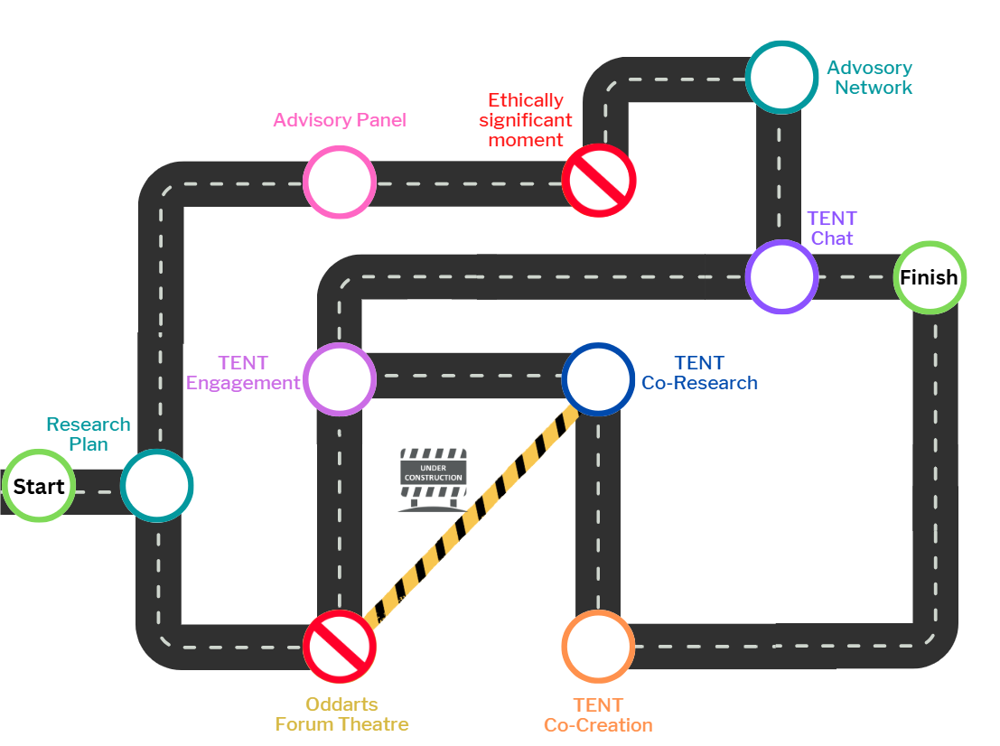 Advosory
Network
Ethically
significant
moment
Advisory Panel
TENT
Chat
Finish
TENT
Engagement
TENT
Co-Research
Research
Plan
UNDER
CONSTRUCTION
Start
Oddarts
Forum Theatre
TENT
Co-Creation